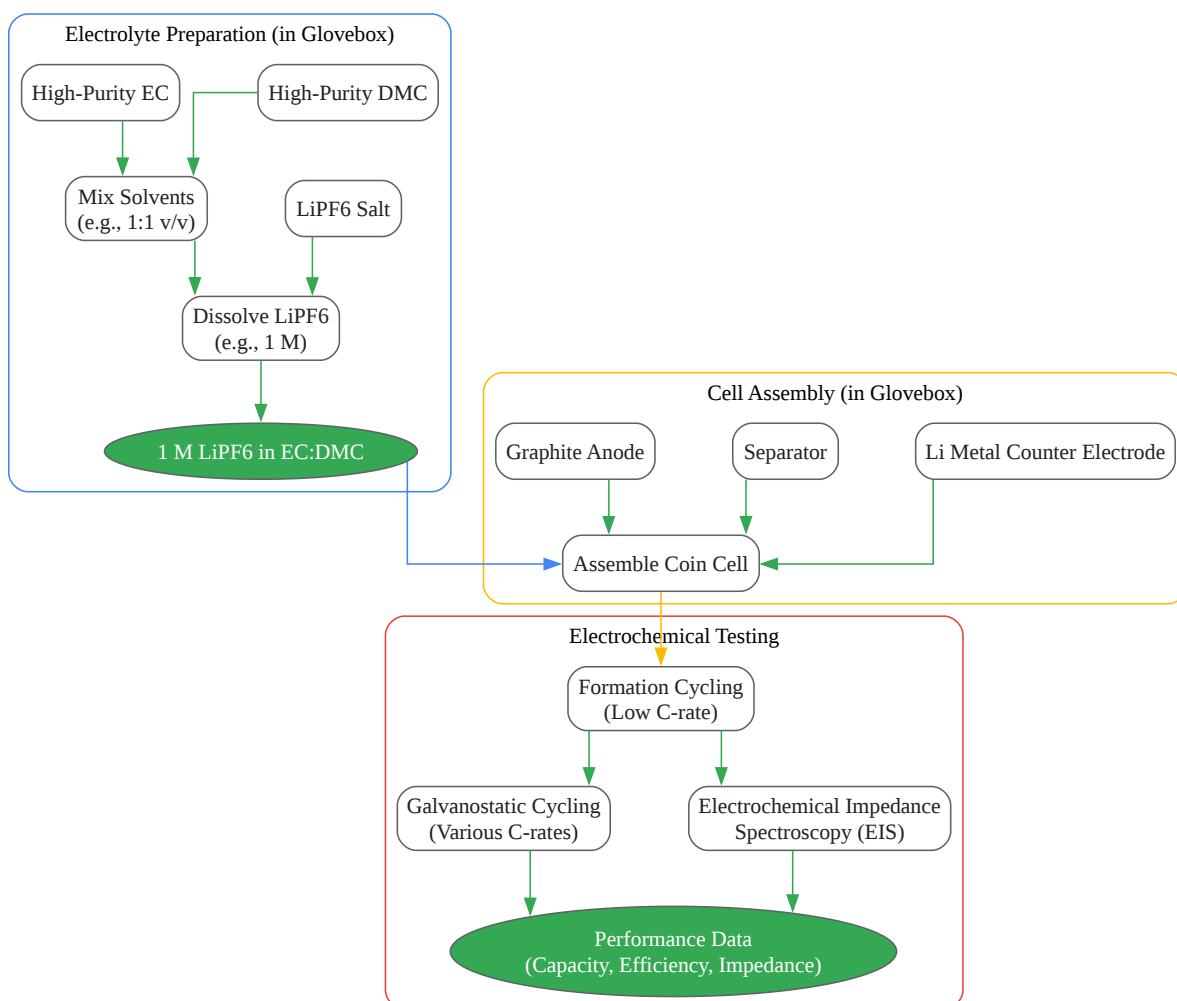 Electrolyte Preparation (in Glovebox)
High-Purity EC
High-Purity DMC
Mix Solvents
(e.g., 1:1 v/v)
LiPF6 Salt
Dissolve LiPF6
(e.g., 1 M)
1 M LiPF6 in EC:DMC
Cell Assembly (in Glovebox)
Graphite Anode
Separator
Li Metal Counter Electrode
Assemble Coin Cell
Electrochemical Testing
Formation Cycling
(Low C-rate)
Galvanostatic Cycling
(Various C-rates)
Electrochemical Impedance
Spectroscopy (EIS)
Performance Data
(Capacity, Efficiency, Impedance)